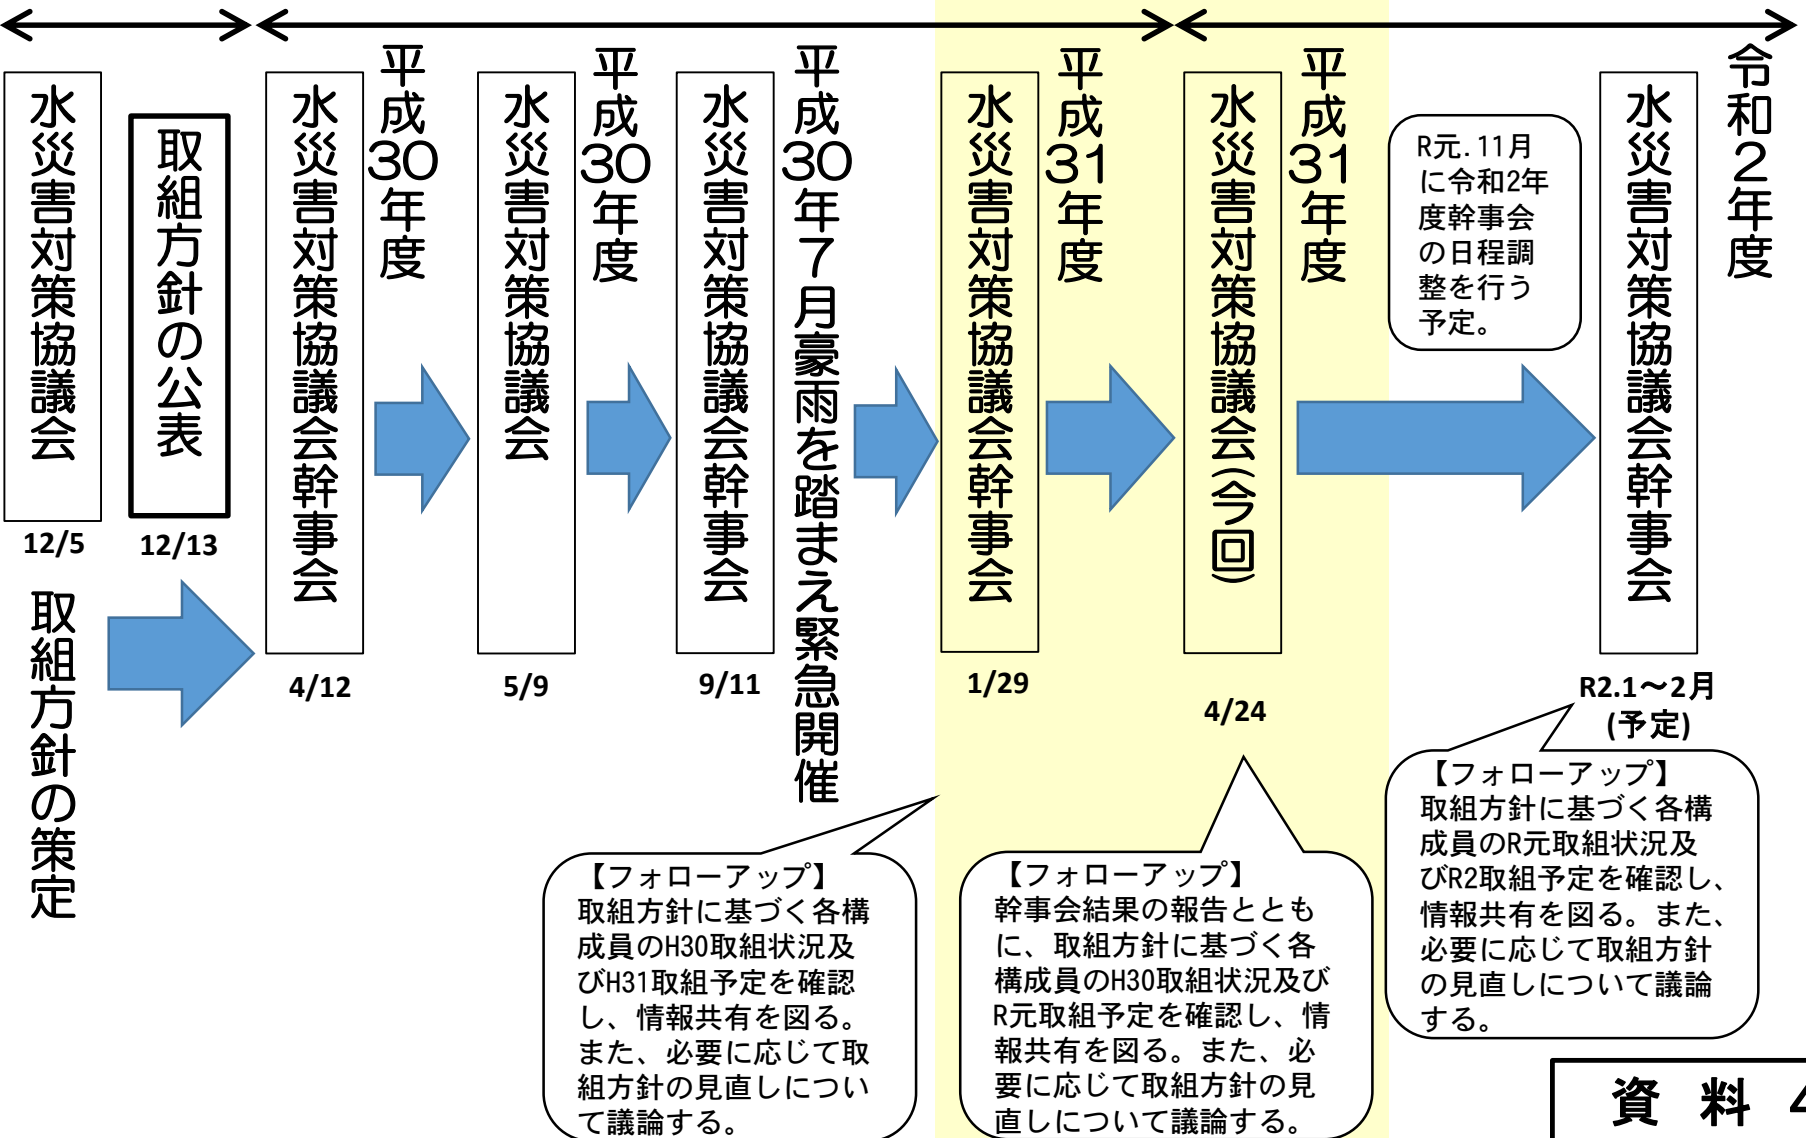 水災害対策協議会
12/5
取組方針の策定
取組方針の公表
12/13
平成30年度
水災害対策協議会幹事会
4/12
平成30年度
水災害対策協議会
5/9
平成30年7月豪雨を踏まえ緊急開催
水災害対策協議会幹事会
9/11
平成31年度
水災害対策協議会幹事会
1/29
平成31年度
水災害対策協議会(今回)
4/24
R元.11月
に令和2年
度幹事会
の日程調
整を行う
予定。
令和2年度
水災害対策協議会幹事会
R2.1～2月
(予定)
【フォローアップ】
取組方針に基づく各構
成員のH30取組状況及
びH31取組予定を確認
し、情報共有を図る。
また、必要に応じて取
組方針の見直しについ
て議論する。
【フォローアップ】
幹事会結果の報告ととも
に、取組方針に基づく各
構成員のH30取組状況及び
R元取組予定を確認し、情
報共有を図る。また、必
要に応じて取組方針の見
直しについて議論する。
【フォローアップ】
取組方針に基づく各構
成員のR元取組状況及
びR2取組予定を確認し、
情報共有を図る。また、
必要に応じて取組方針
の見直しについて議論
する。
資料4